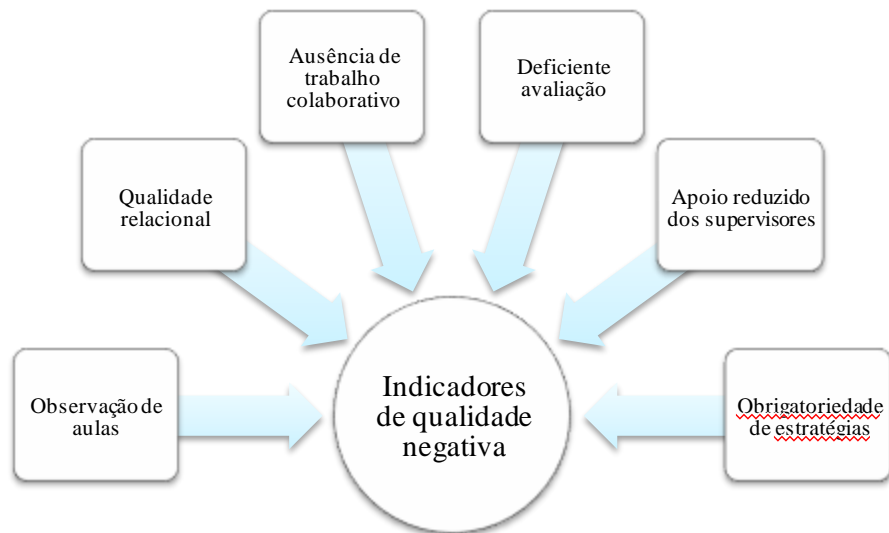 Ausência de
trabalho
colaborativo
Deficiente
avaliação
Qualidade
relacional
Apoio reduzido
dos supervisores
Observação de
aulas
Indicadores
de qualidade
negativa
Obrigatoriedade
de estratégias